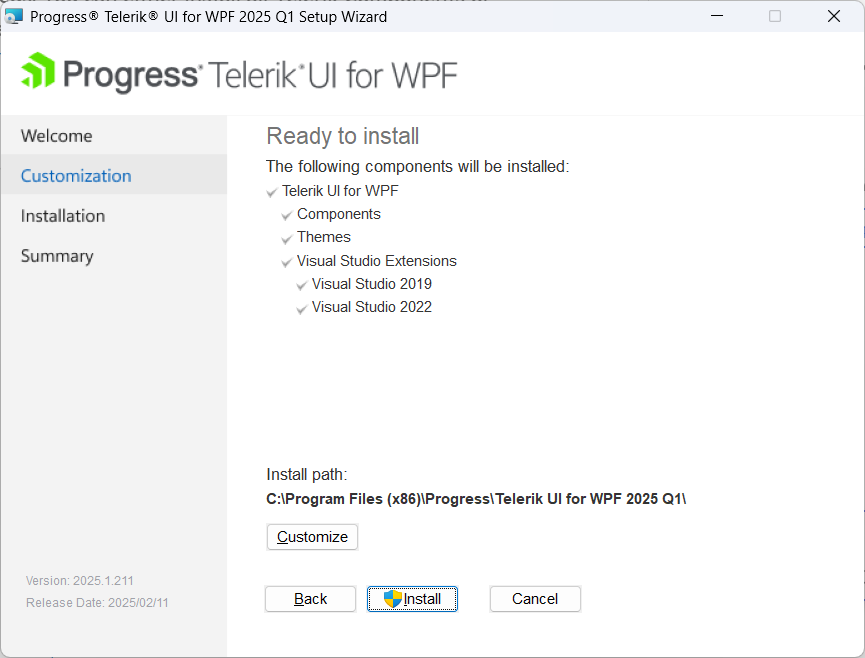 Progress® Telerik® UI for WPF 2025 Q1 Setup Wizard
Progress® Telerik® UI for WPF
Welcome
Customization
Installation
Summary
Ready to install
The following components will be installed:
Telerik UI for WPF
Components
Themes
Visual Studio Extensions
Visual Studio 2019
Visual Studio 2022
Install path:
C:\Program Files (x86)\Progress\Telerik UI for WPF 2025 Q1\
Customize
Version: 2025.1.211
Release Date: 2025/02/11
Back
Install
Cancel